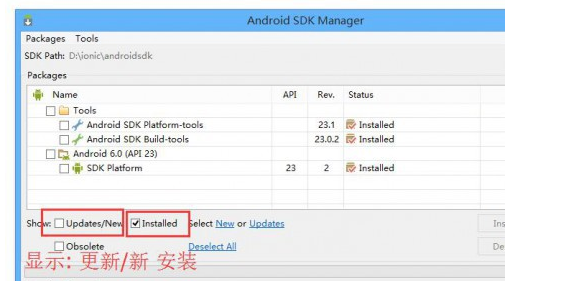 Android SDK Manager
Packages Tools
SDK Path: D:\ionic\androidsdk
Packages
Name API Rev. Status
Tools
Android SDK Platform-tools 23.1 Installed
Android SDK Build-tools 23.0.2 Installed
Android 6.0 (API 23)
SDK Platform 23 2 Installed
Show: Updates/New Installed Select New or Updates
Obsolete Deselect All
显示: 更新/新 安装